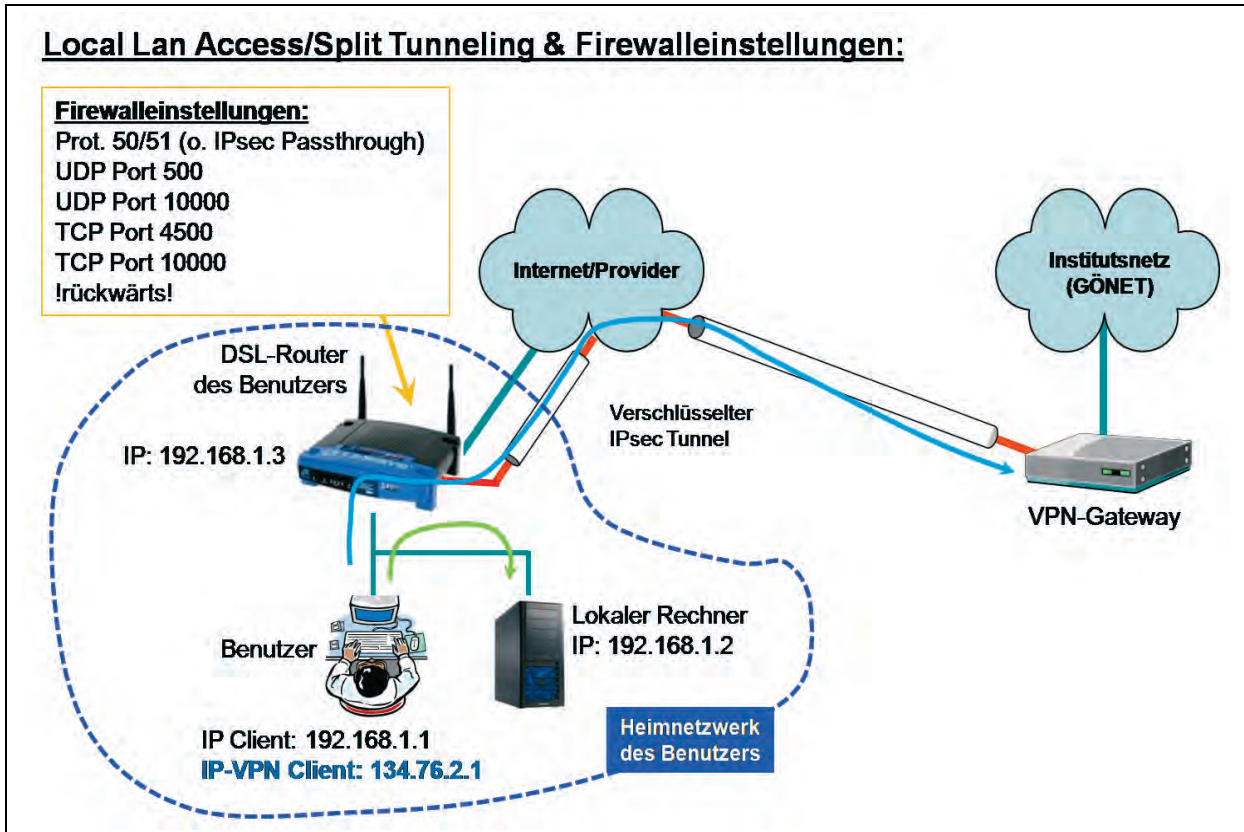 Local Lan Access/Split Tunneling & Firewalleinstellungen:
Firewalleinstellungen:
Prot. 50/51 (o. IPsec Passthrough)
UDP Port 500
UDP Port 10000
TCP Port 4500
TCP Port 10000
!rückwärts!
Internet/Provider
Institutsnetz
(GÖNET)
DSL-Router
des Benutzers
IP: 192.168.1.3
Verschlüsselter
IPsec Tunnel
VPN-Gateway
Benutzer
Lokaler Rechner
IP: 192.168.1.2
IP Client: 192.168.1.1
IP-VPN Client: 134.76.2.1
Heimnetzwerk
des Benutzers